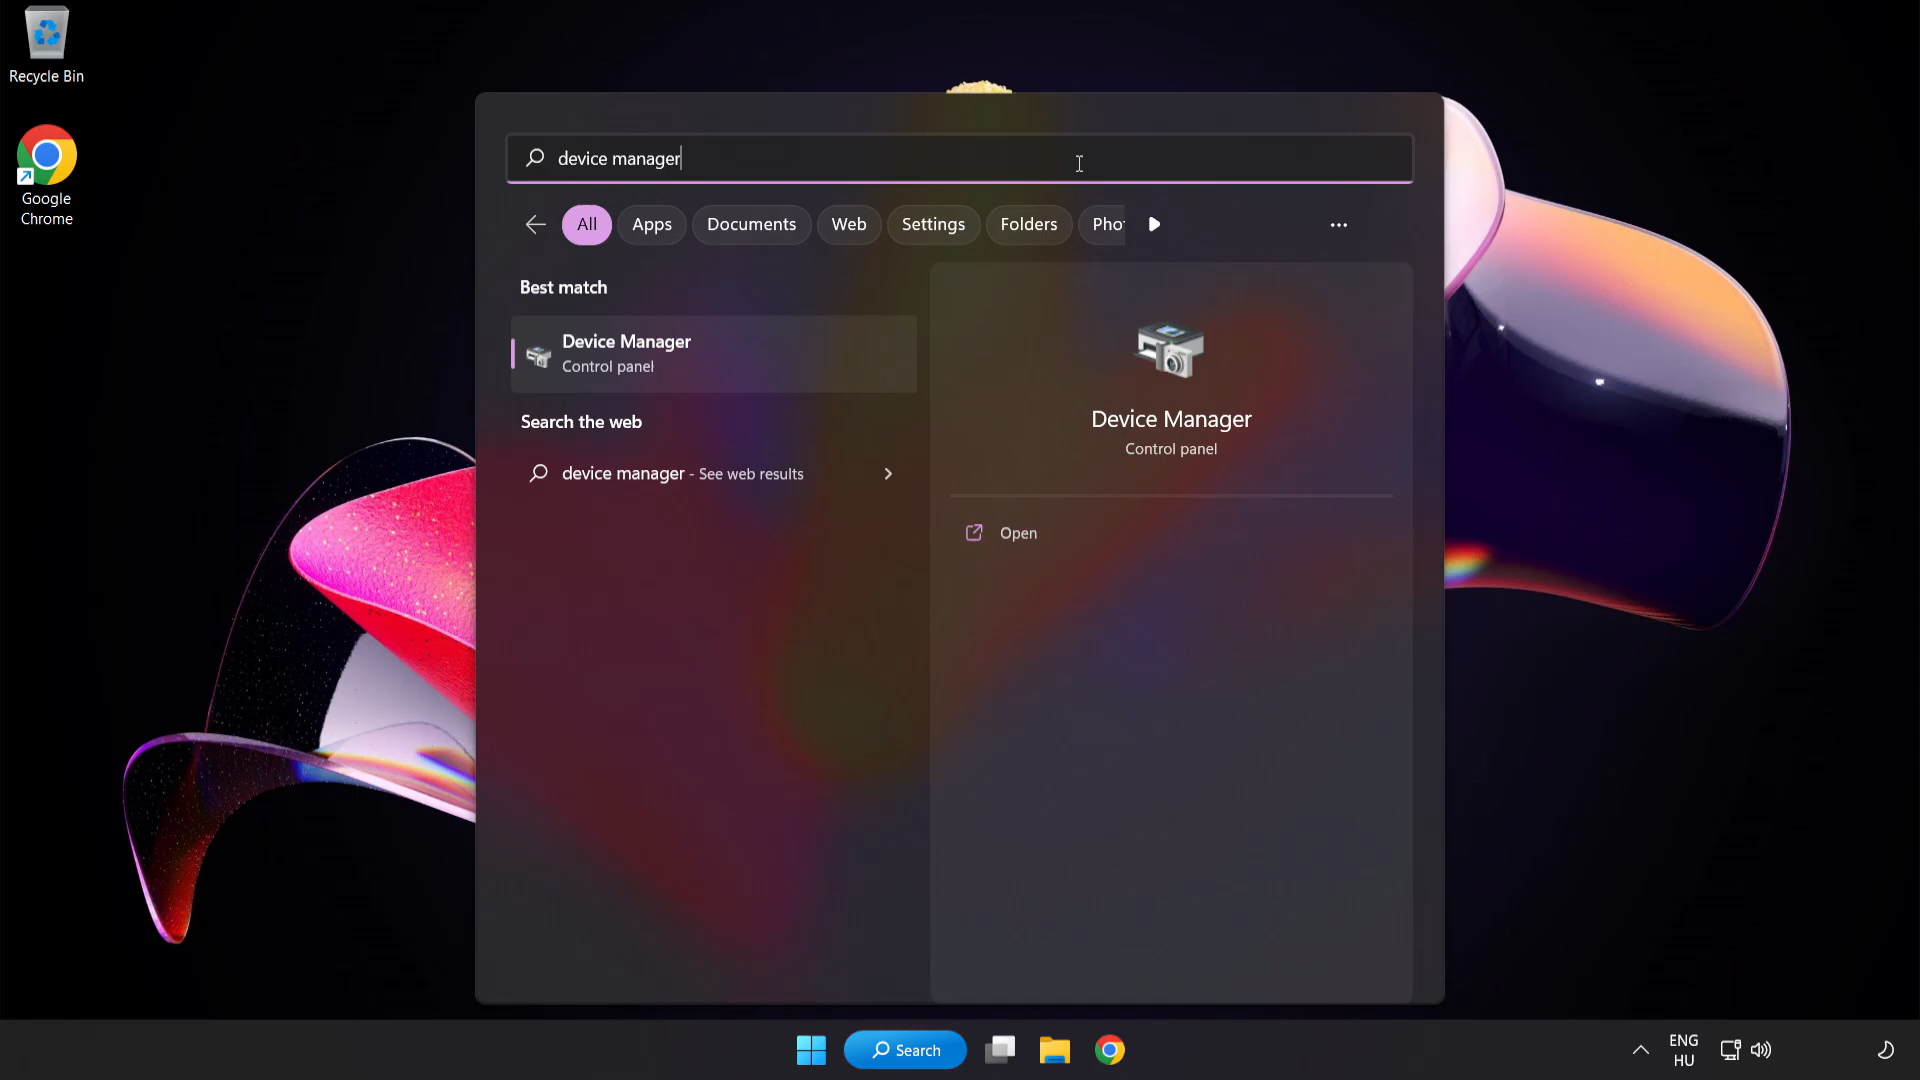 Recycle Bin
Google
Chrome
device manager
All
Apps
Documents
Web
Settings
Folders
Pho
Best match
Device Manager
Control panel
Search the web
device manager - See web results
Device Manager
Control panel
Open
Search
ENG
HU